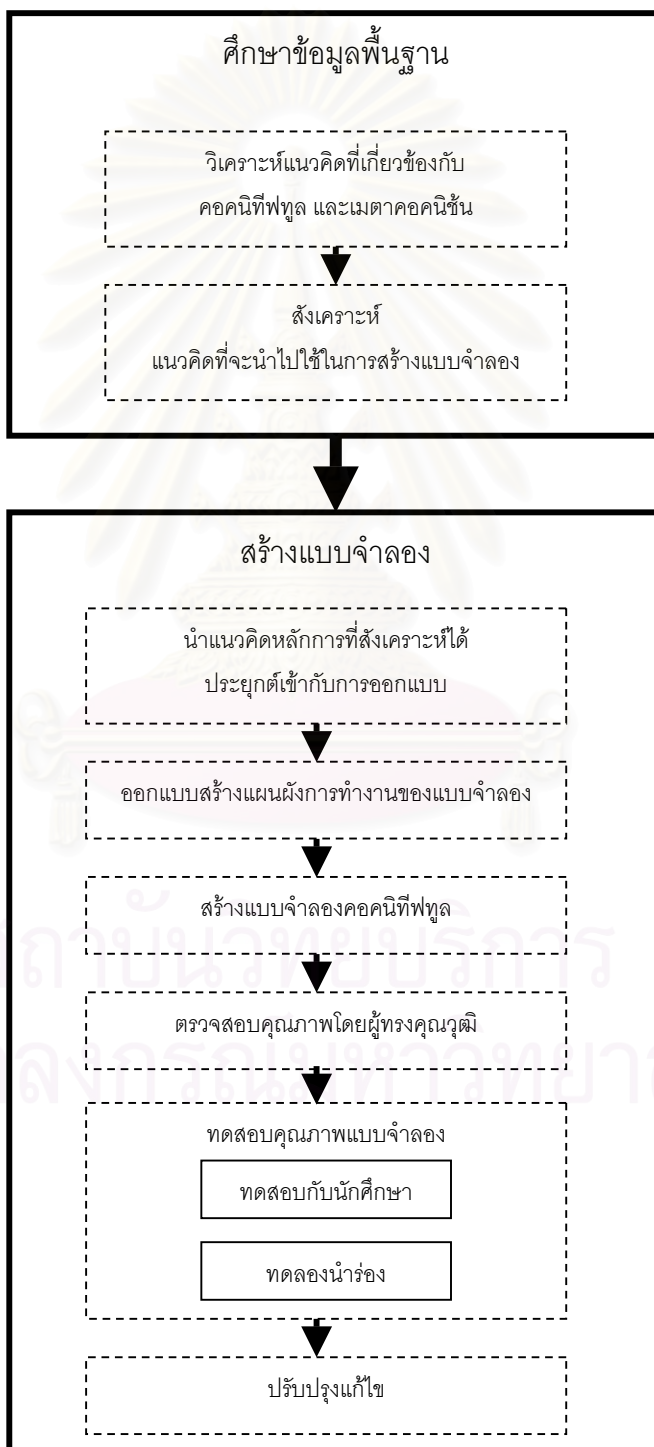 ศึกษาข้อมูลพื้นฐาน
วิเคราะห์แนวคิดที่เกี่ยวข้องกับ
คอคนิทีฟทูล และเมตาคอคนิชัน
สังเคราะห์
แนวคิดที่จะนำไปใช้ในการสร้างแบบจำลอง
สร้างแบบจำลอง
นำแนวคิดหลักการที่สังเคราะห์ได้
ประยุกต์เข้ากับการออกแบบ
ออกแบบสร้างแผนผังการทำงานของแบบจำลอง
สร้างแบบจำลองคอคนิทีฟทูล
ตรวจสอบคุณภาพโดยผู้ทรงคุณวุฒิ
ทดสอบคุณภาพแบบจำลอง
ทดสอบกับนักศึกษา
ทดลองนำร่อง
ปรับปรุงแก้ไข